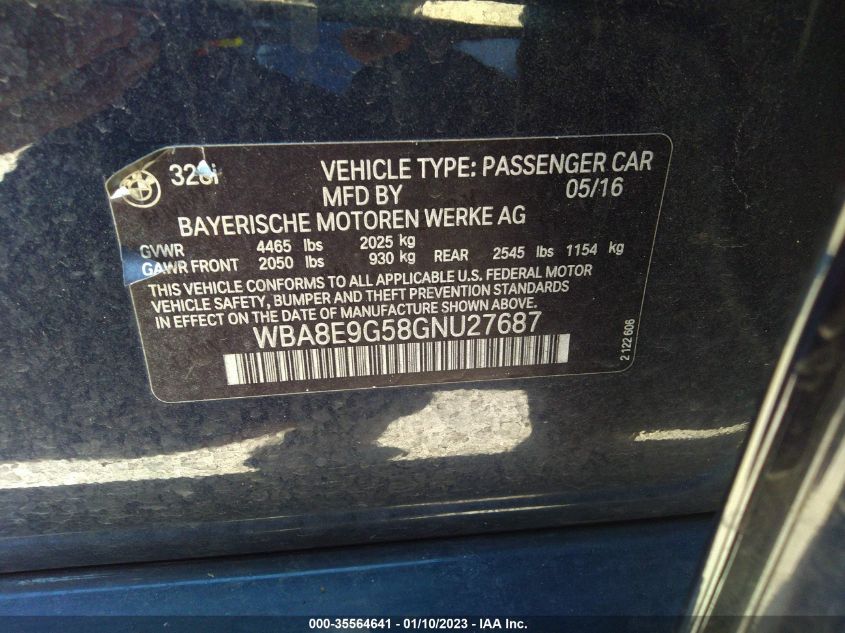 328i VEHICLE TYPE: PASSENGER CAR
MFD BY 05/16
BAYERISCHE MOTOREN WERKE AG
GVWR 4465 lbs 2025 kg
GAWR FRONT 2050 lbs 930 kg REAR 2545 lbs 1154 kg
THIS VEHICLE CONFORMS TO ALL APPLICABLE U.S. FEDERAL MOTOR
VEHICLE SAFETY, BUMPER AND THEFT PREVENTION STANDARDS
IN EFFECT ON THE DATE OF MANUFACTURE SHOWN ABOVE.
WBA8E9G58GNU27687
2 122 606
000-35564641 // 01/10/2023 - IAA Inc.